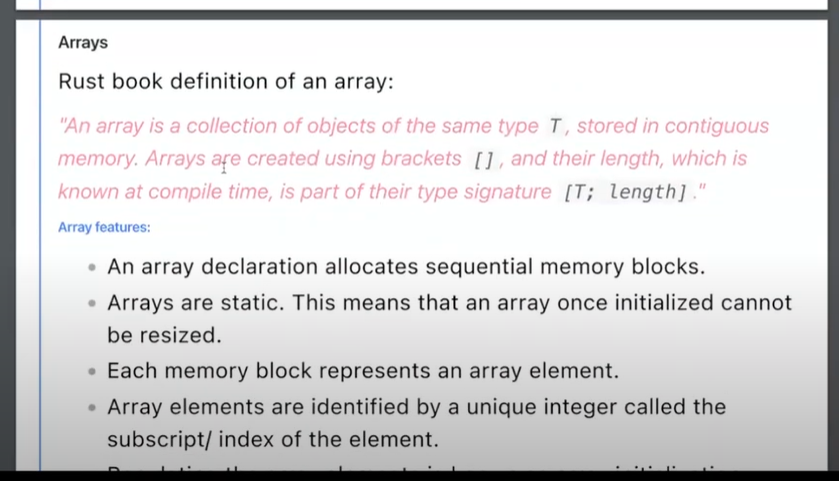 Arrays
Rust book definition of an array:
"An array is a collection of objects of the same type T, stored in contiguous
memory. Arrays are created using brackets [], and their length, which is
known at compile time, is part of their type signature [T; length]."
Array features:
• An array declaration allocates sequential memory blocks.
• Arrays are static. This means that an array once initialized cannot
be resized.
• Each memory block represents an array element.
• Array elements are identified by a unique integer called the
subscript/ index of the element.